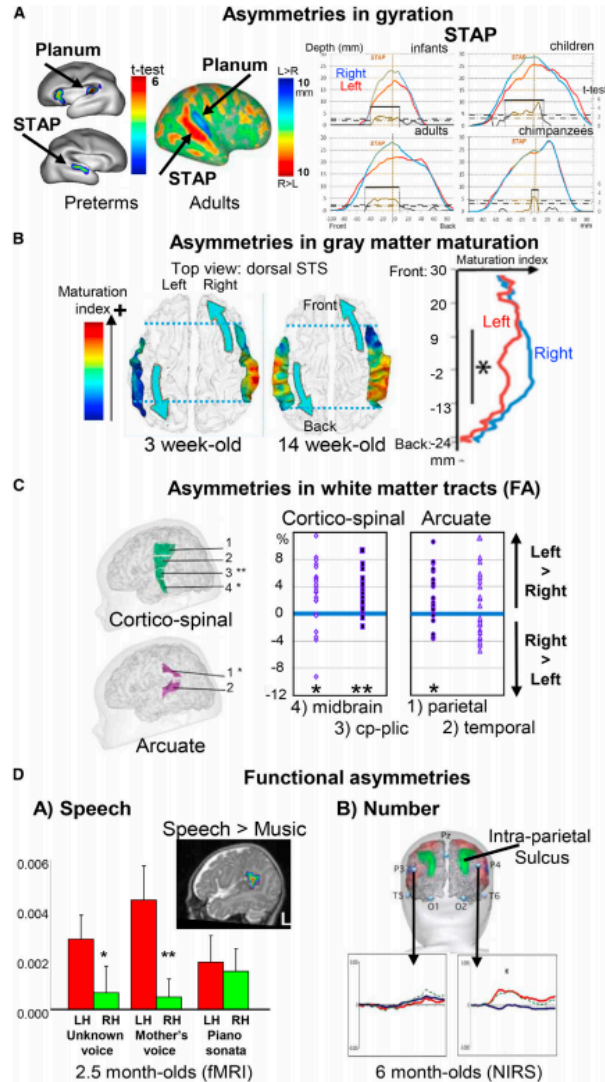 A
Asymmetries in gyration
STAP
Planum
t-test
6
STAP
Preterms
Planum
L>R
10
mm
STAP
10
R>L
Adults
Depth (mm)
infants
children
STAP
Right
Left
t-test
adults
chimpanzees
STAP
STAP
Front
Back
mm
B
Asymmetries in gray matter maturation
Top view: dorsal STS
Left Right
Maturation
index +
Front
Back
3 week-old
14 week-old
Maturation index
Front: 30
20
9
-2
-13
Back: -24
mm
Left
Right
*
C
Asymmetries in white matter tracts (FA)
1
2
3 **
4 *
Cortico-spinal
1 *
2
Arcuate
Cortico-spinal
Arcuate
%
8
4
0
-4
-8
-12
* ** *
4) midbrain
3) cp-plic
1) parietal
2) temporal
Left
>
Right
Right
>
Left
D
Functional asymmetries
A) Speech
Speech > Music
L
0.006
0.004
0.002
0.000
*
**
LH RH LH RH LH RH
Unknown voice
Mother's voice
Piano sonata
2.5 month-olds (fMRI)
B) Number
Pz
P3
P4
T5
O1
O2
T6
Intra-parietal
Sulcus
6 month-olds (NIRS)